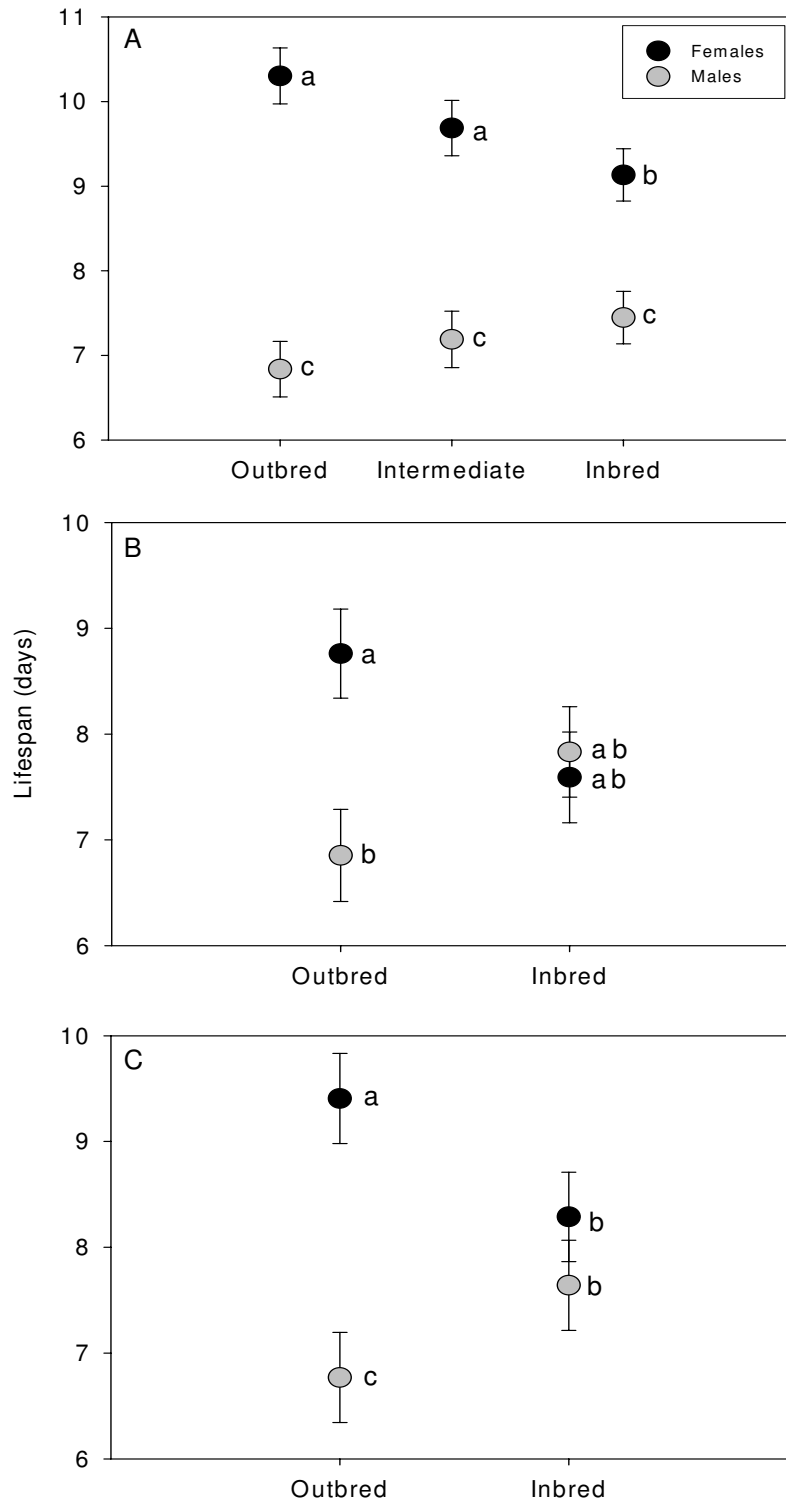 11
A
Females
Males
10
a
a
b
9
8
c
c
c
7
6
Outbred Intermediate Inbred
10
B
9
a
8
a b
a b
7
b
6
Outbred Inbred
Lifespan (days)
10
C
a
9
b
8
b
7
c
6
Outbred Inbred